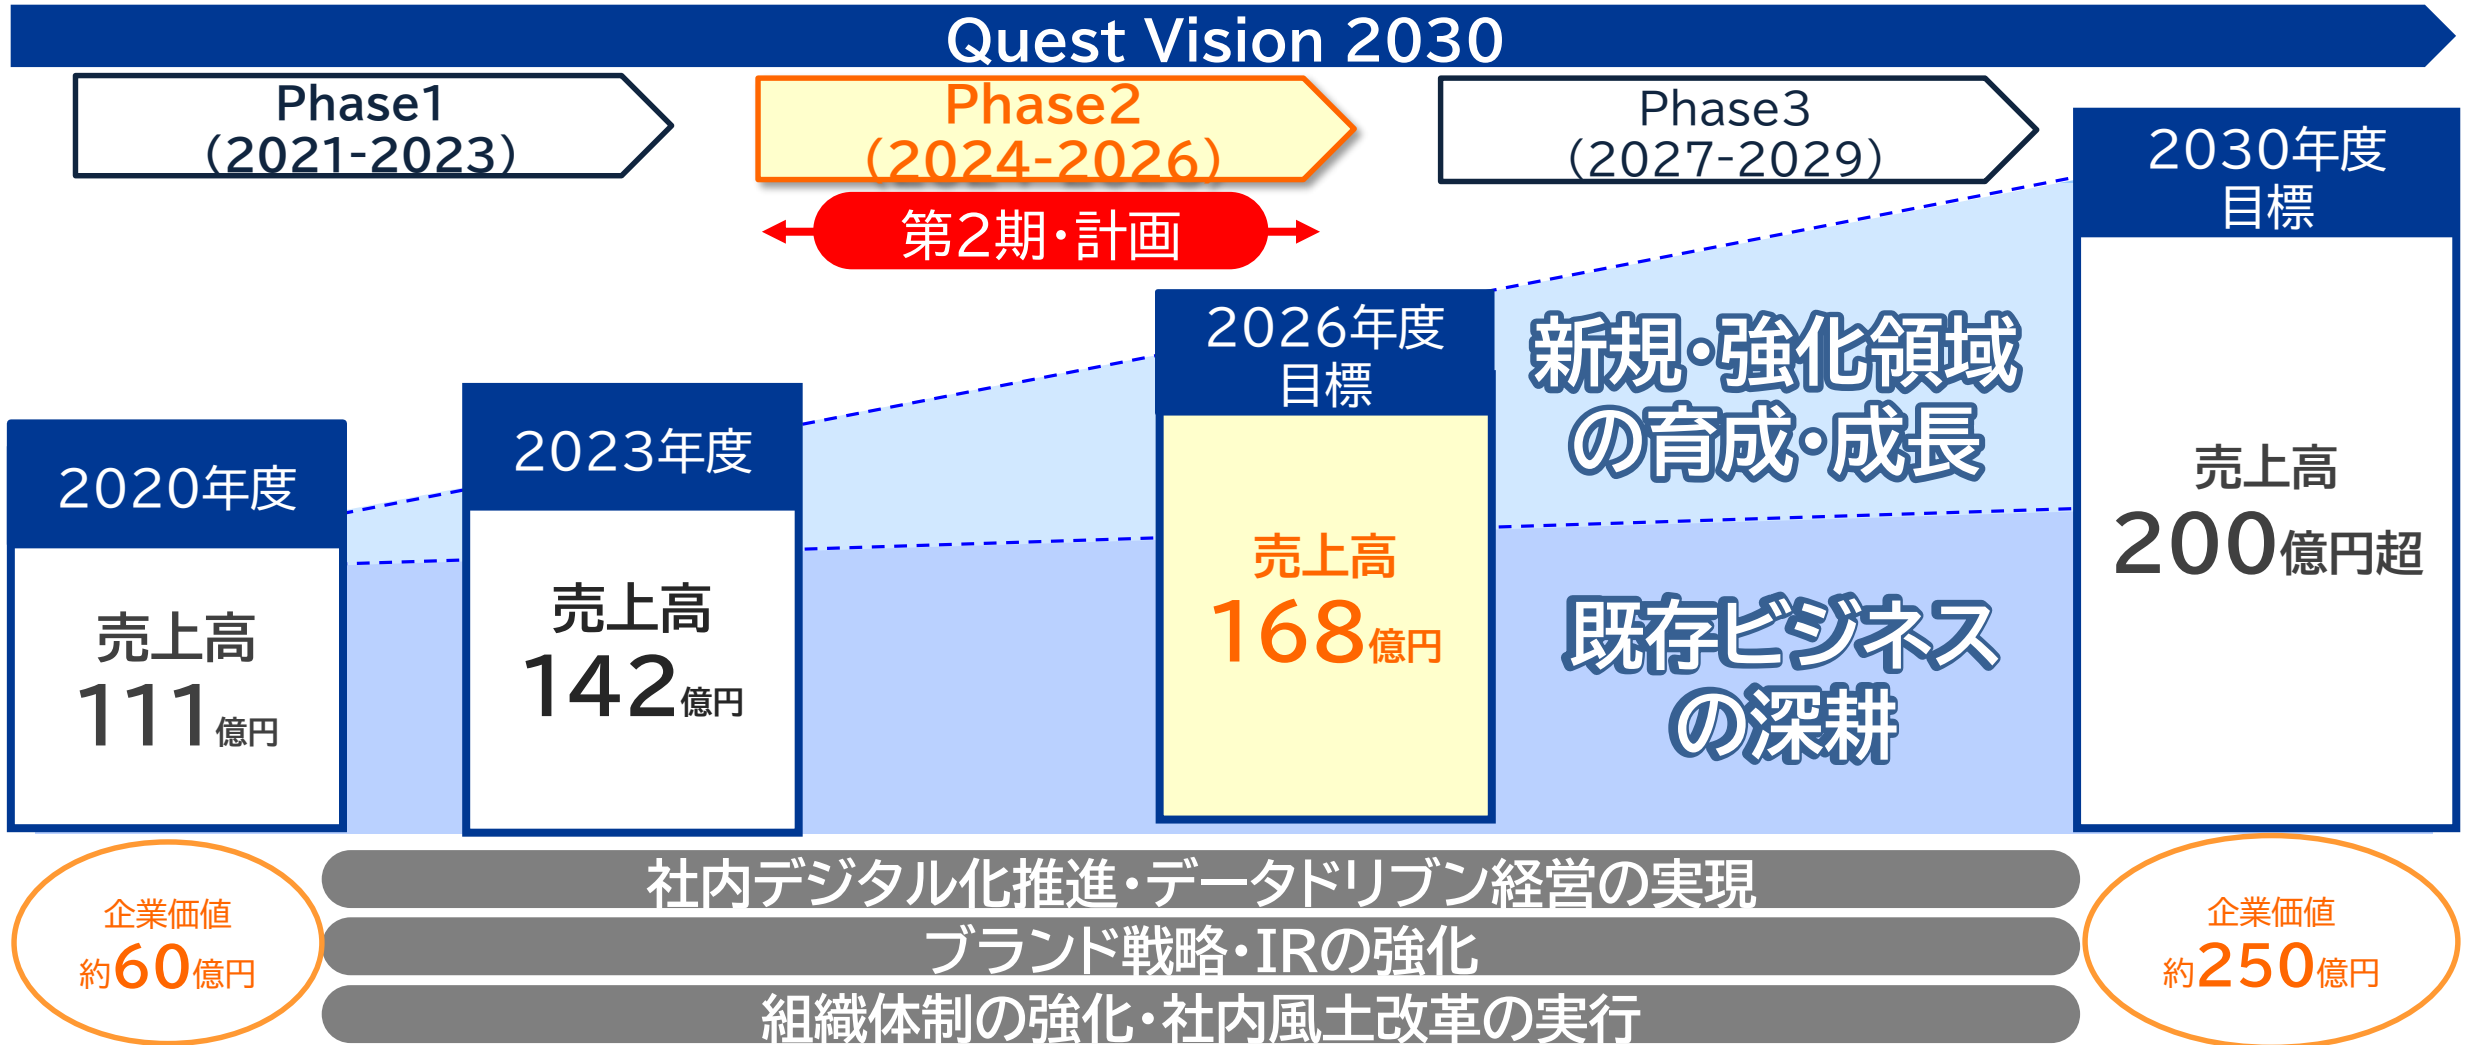 Quest Vision 2030
Phase1
（2021-2023）
Phase2
（2024-2026）
Phase3
（2027-2029）
第2期・計画
2020年度
売上高
111億円
2023年度
売上高
142億円
2026年度
目標
売上高
168億円
新規・強化領域
の育成・成長
既存ビジネス
の深耕
2030年度
目標
売上高
200億円超
企業価値
約60億円
社内デジタル化推進・データドリブン経営の実現
ブランド戦略・IRの強化
組織体制の強化・社内風土改革の実行
企業価値
約250億円